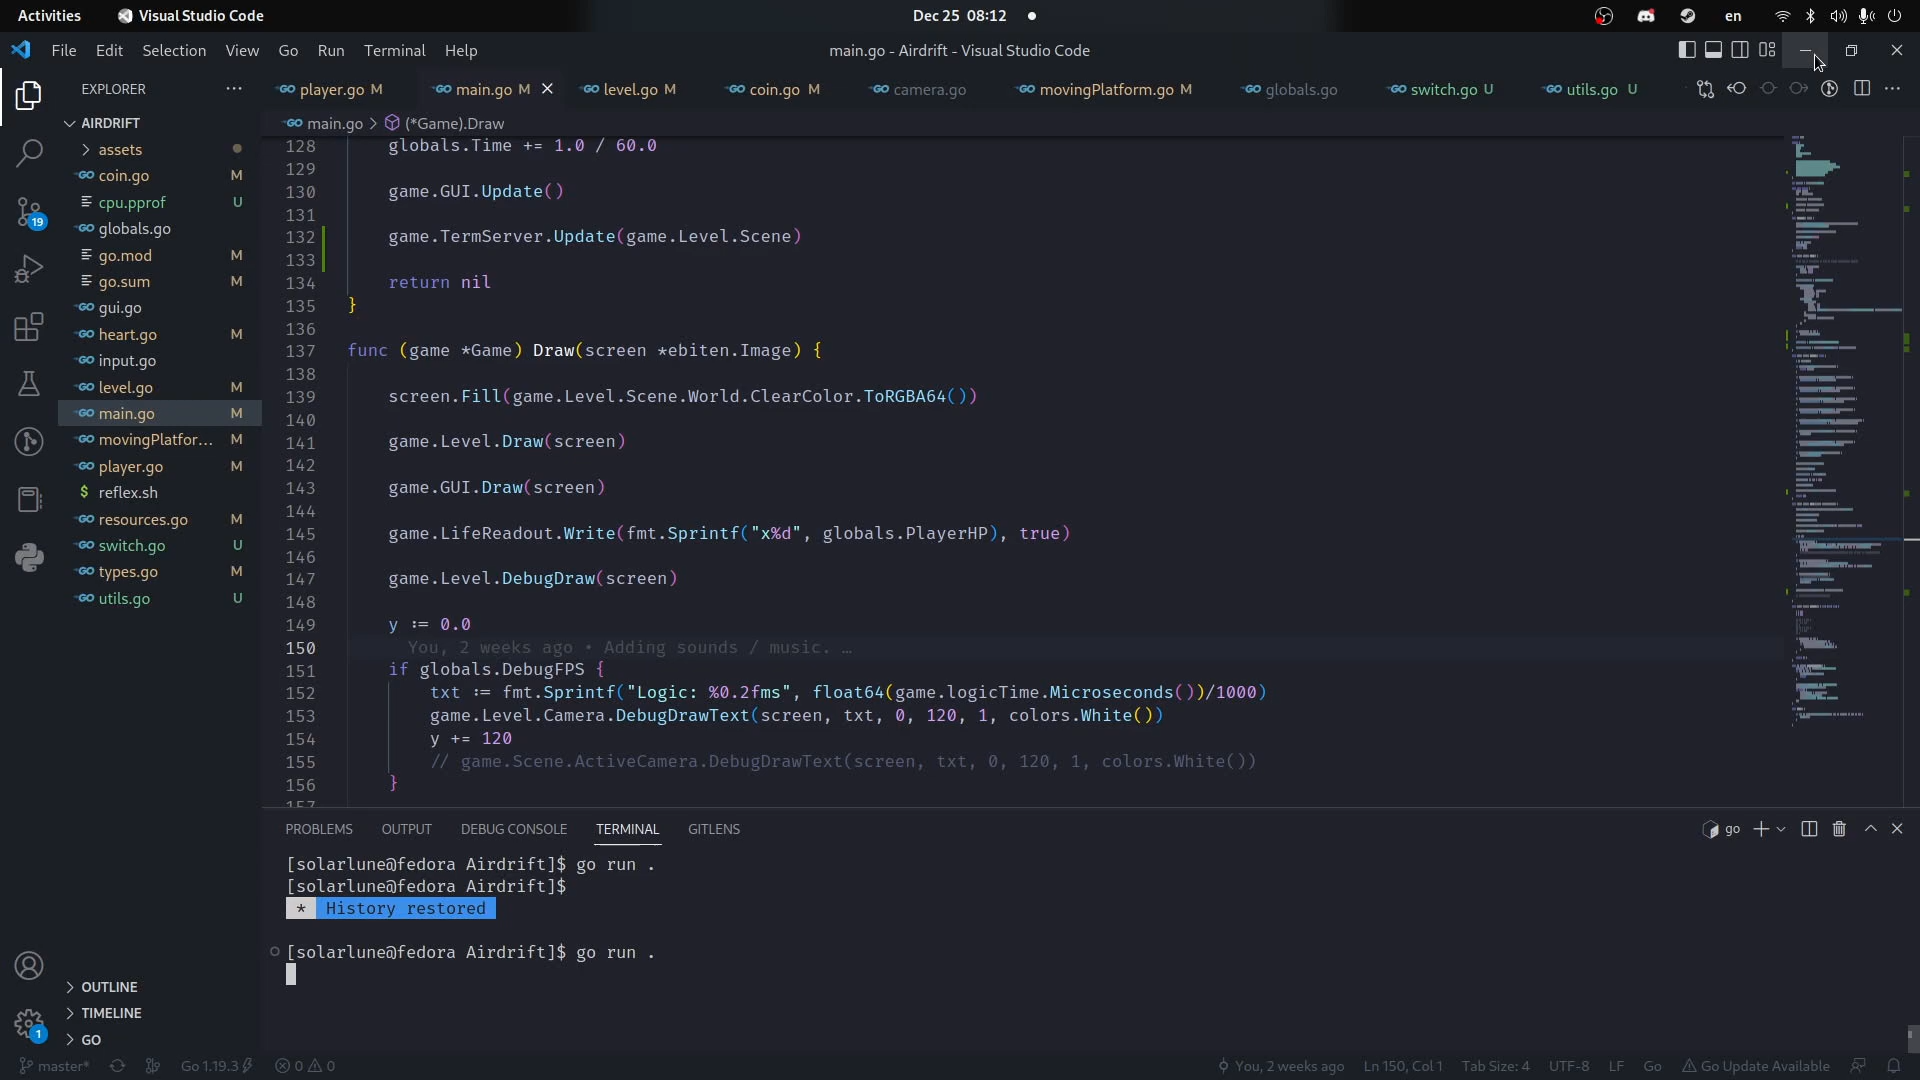 Activities
Visual Studio Code
Dec 25 08:12
en
File Edit Selection View Go Run Terminal Help
main.go - Airdrift - Visual Studio Code
EXPLORER
player.go M
main.go M
level.go M
coin.go M
camera.go
movingPlatform.go M
globals.go
switch.go U
utils.go U
AIRDRIFT
main.go > (*Game).Draw
assets
coin.go M
cpu.pprof U
globals.go
go.mod M
go.sum M
gui.go
heart.go M
input.go
level.go M
main.go M
movingPlatfor... M
player.go M
reflex.sh
resources.go M
switch.go U
types.go M
utils.go U
19
128 globals.Time += 1.0 / 60.0
129
130 game.GUI.Update()
131
132 game.TermServer.Update(game.Level.Scene)
133
134 return nil
135 }
136
137 func (game *Game) Draw(screen *ebiten.Image) {
138
139 screen.Fill(game.Level.Scene.World.ClearColor.ToRGBA64())
140
141 game.Level.Draw(screen)
142
143 game.GUI.Draw(screen)
144
145 game.LifeReadout.Write(fmt.Sprintf("x%d", globals.PlayerHP), true)
146
147 game.Level.DebugDraw(screen)
148
149 y := 0.0
150 You, 2 weeks ago • Adding sounds / music. …
151 if globals.DebugFPS {
152 txt := fmt.Sprintf("Logic: %0.2fms", float64(game.logicTime.Microseconds())/1000)
153 game.Level.Camera.DebugDrawText(screen, txt, 0, 120, 1, colors.White())
154 y += 120
155 // game.Scene.ActiveCamera.DebugDrawText(screen, txt, 0, 120, 1, colors.White())
156 }
157
PROBLEMS OUTPUT DEBUG CONSOLE TERMINAL GITLENS
go
[solarlune@fedora Airdrift]$ go run .
[solarlune@fedora Airdrift]$
* History restored
[solarlune@fedora Airdrift]$ go run .
OUTLINE
TIMELINE
GO
1
master* Go 1.19.3 0 0
You, 2 weeks ago Ln 150, Col 1 Tab Size: 4 UTF-8 LF Go Go Update Available